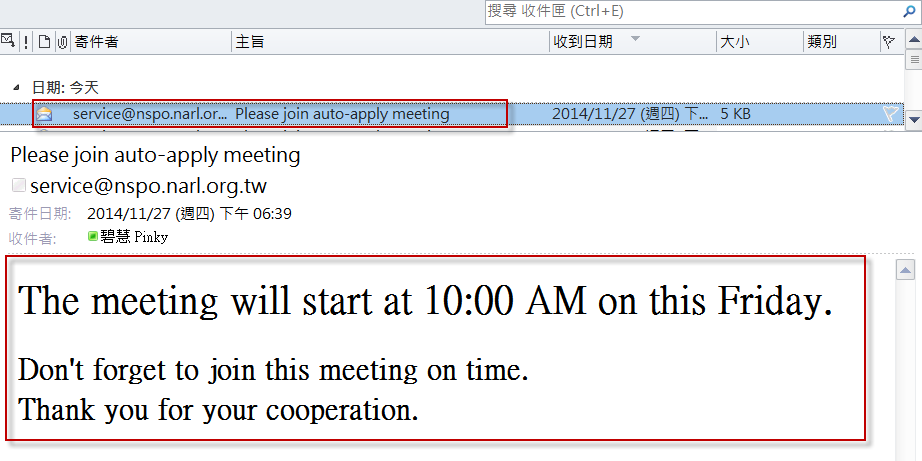 搜尋 收件匣 (Ctrl+E)
寄件者 主旨 收到日期 大小 類別
日期: 今天
service@nspo.narl.or... Please join auto-apply meeting 2014/11/27 (週四) 下... 5 KB
Please join auto-apply meeting
service@nspo.narl.org.tw
寄件日期: 2014/11/27 (週四) 下午 06:39
收件者: 碧慧 Pinky
The meeting will start at 10:00 AM on this Friday.
Don't forget to join this meeting on time.
Thank you for your cooperation.